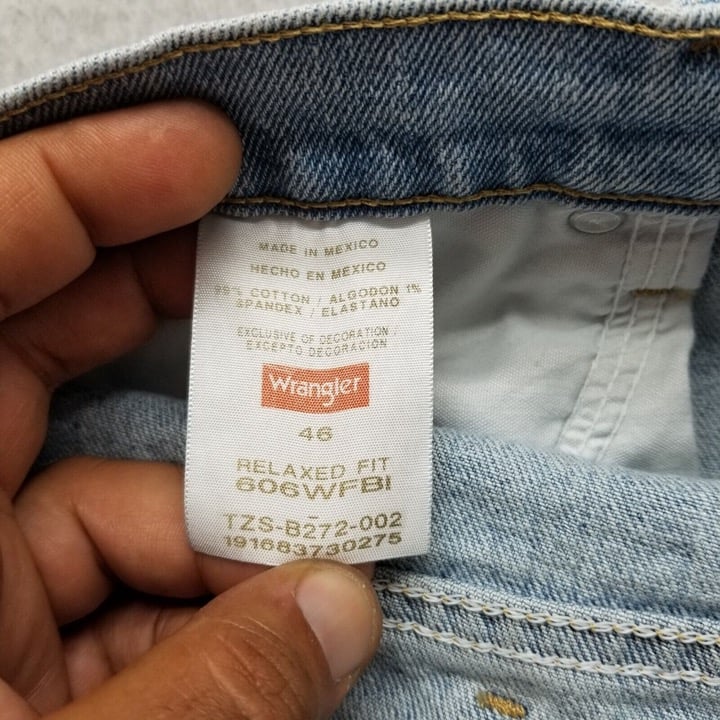 MADE IN MEXICO
HECHO EN MEXICO
99% COTTON / ALGODON 1%
SPANDEX / ELASTANO
EXCLUSIVE OF DECORATION /
EXCEPTO DECORACION
Wrangler
46
RELAXED FIT
606WFBI
TZS-B272-002
191683730275